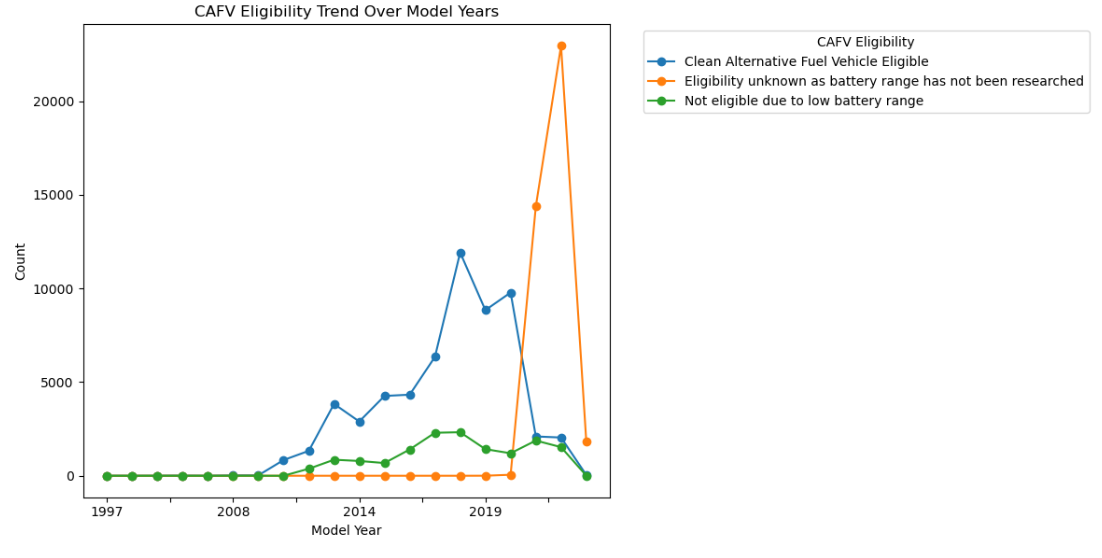 CAFV Eligibility Trend Over Model Years
CAFV Eligibility
Clean Alternative Fuel Vehicle Eligible
Eligibility unknown as battery range has not been researched
Not eligible due to low battery range
Count
20000
15000
10000
5000
0
1997
2008
2014
2019
Model Year